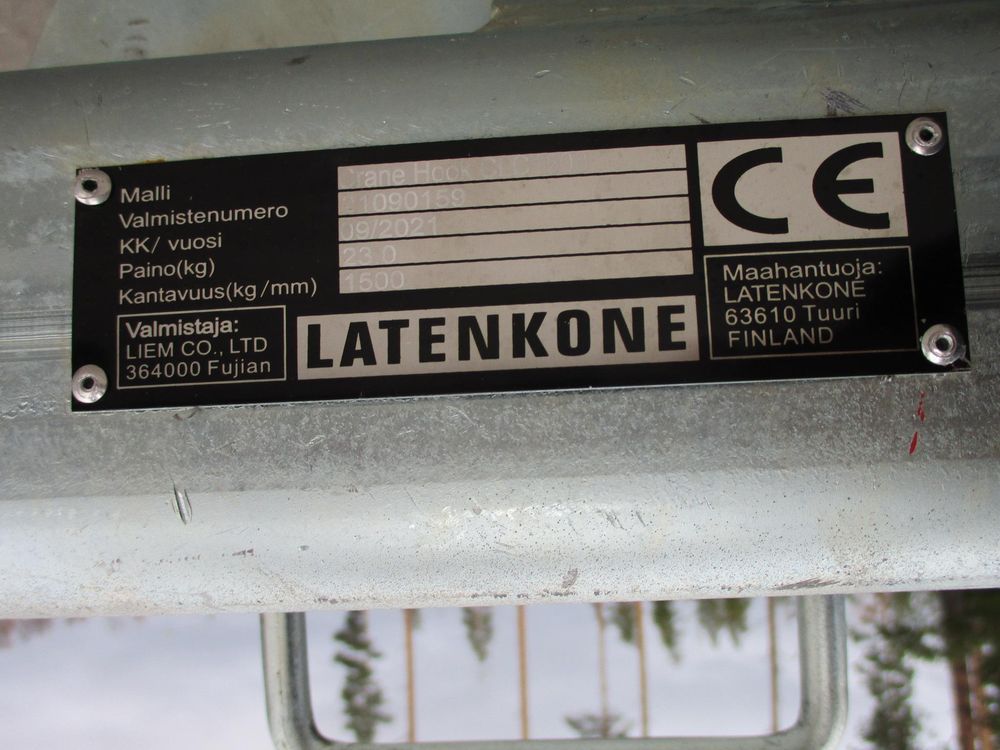 Malli Crane Hook
Valmistenumero 21090159
KK/ vuosi 09/2021
Paino(kg) 23.0
Kantavuus(kg/mm) 1500
Valmistaja:
LIEM CO., LTD
364000 Fujian
LATENKONE
CE
Maahantuoja:
LATENKONE
63610 Tuuri
FINLAND